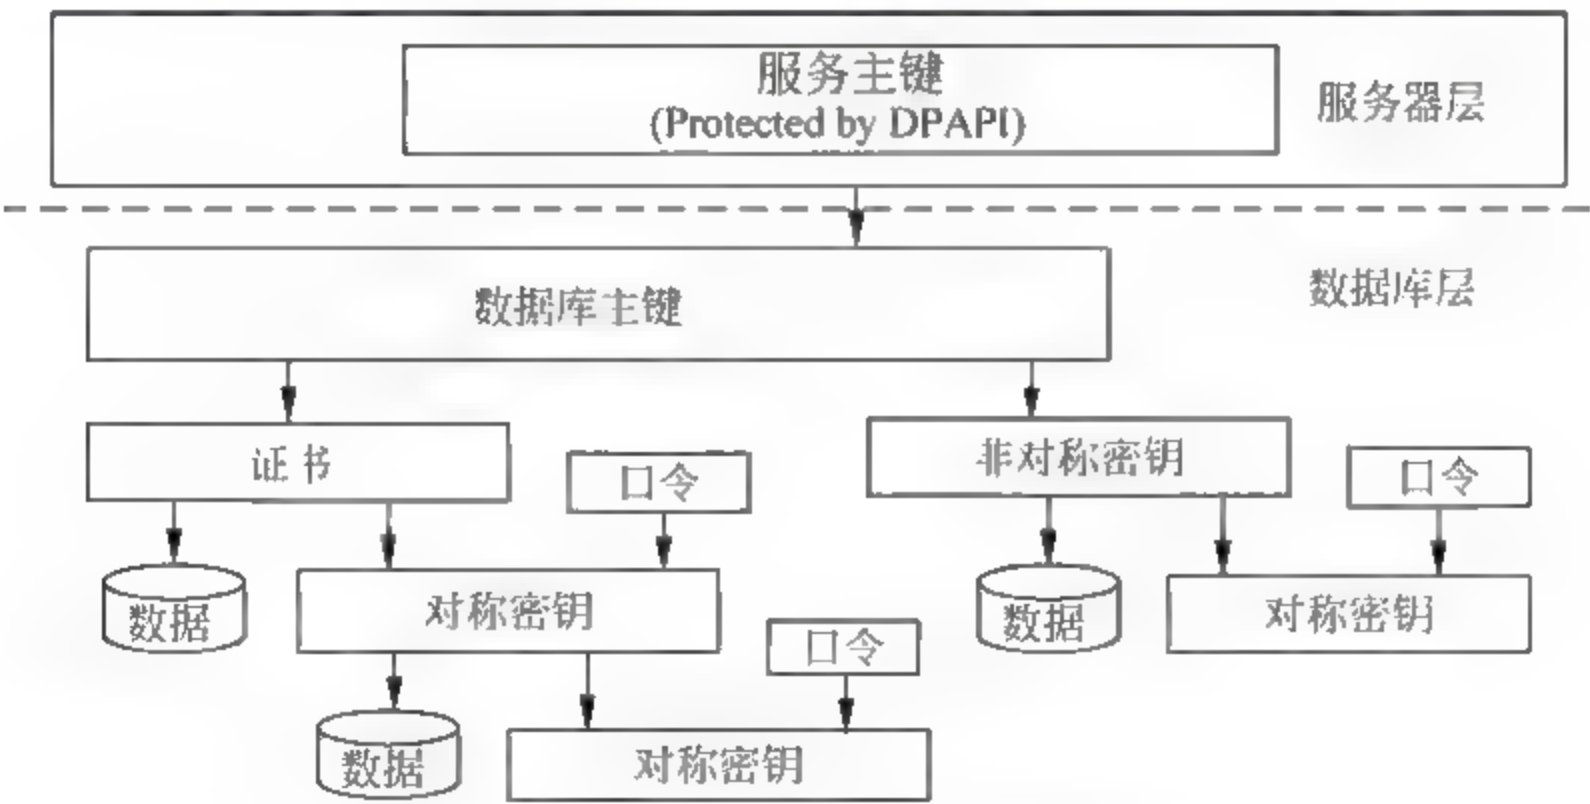 服务主键
(Protected by DPAPI)
服务器层
数据库主键
数据库层
证书
口令
非对称密钥
口令
数据
对称密钥
数据
对称密钥
口令
数据
对称密钥